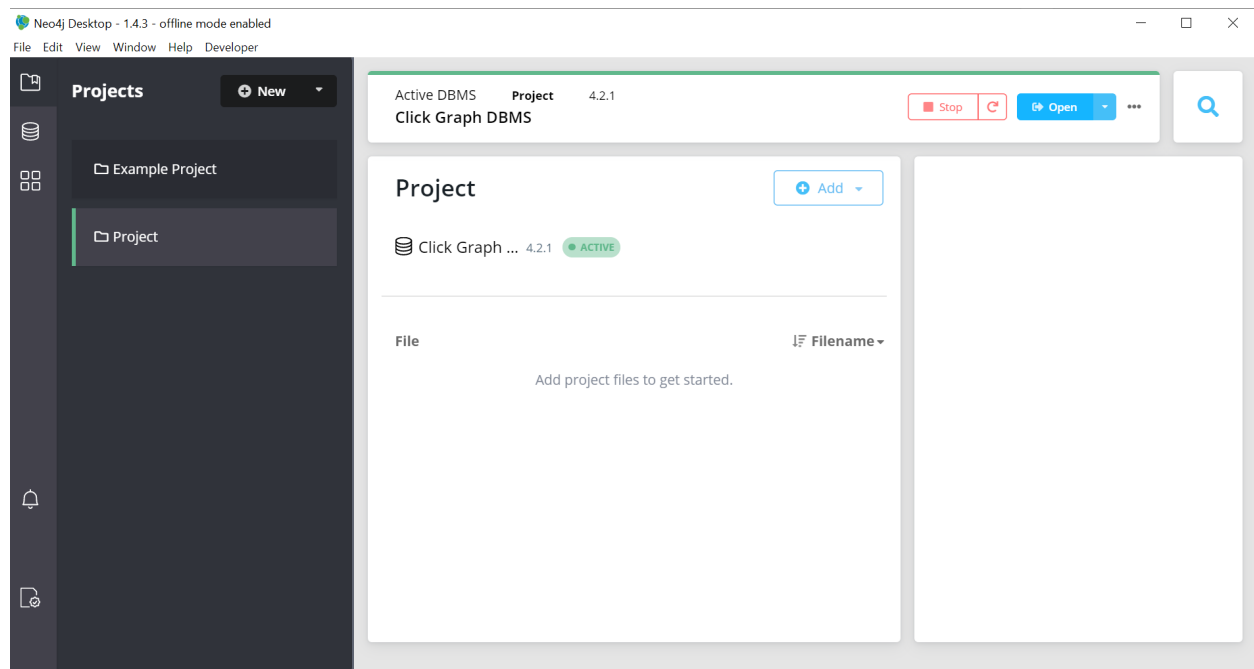 Neo4j Desktop - 1.4.3 - offline mode enabled
File Edit View Window Help Developer
Projects
New
Example Project
Project
Active DBMS Project 4.2.1
Click Graph DBMS
Stop
Open
Project
Add
Click Graph ... 4.2.1 ACTIVE
File Filename
Add project files to get started.